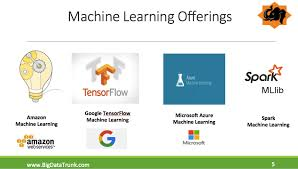 Machine Learning Offerings
TensorFlow
Azure
Machine Learning
Spark
MLlib
Amazon
Machine Learning
Google TensorFlow
Machine Learning
Microsoft Azure
Machine Learning
Spark
Machine Learning
amazon
webservices
G
Microsoft
www.BigDataTrunk.com
5